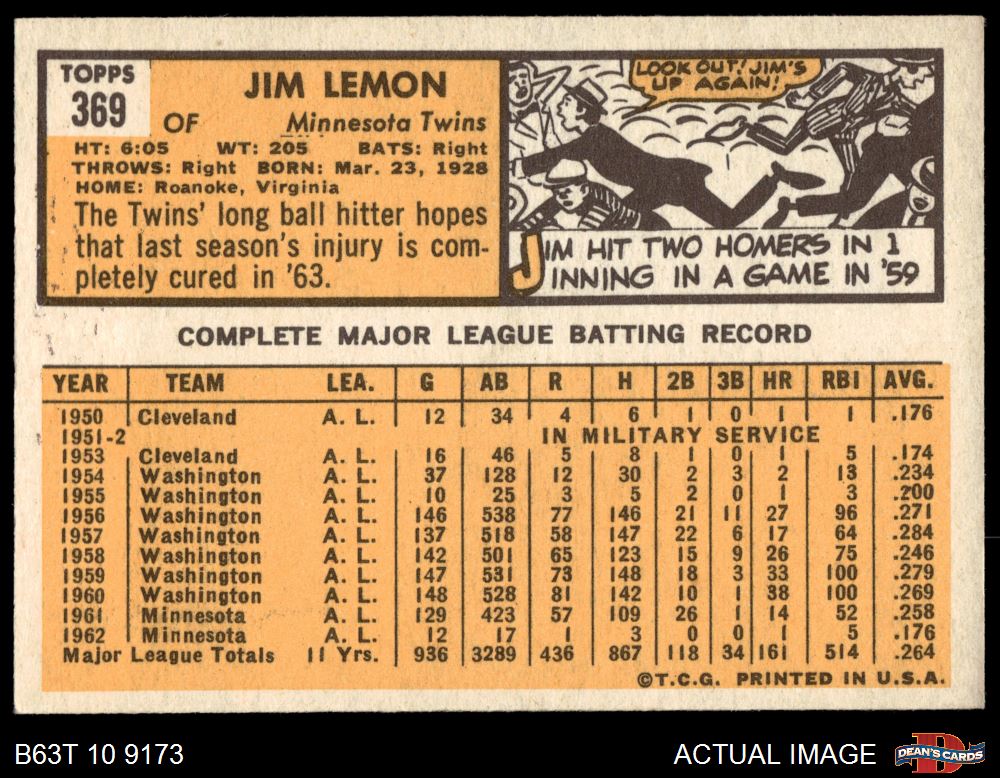 TOPPS
369
JIM LEMON
OF Minnesota Twins
HT: 6:05 WT: 205 BATS: Right
THROWS: Right BORN: Mar. 23, 1928
HOME: Roanoke, Virginia
The Twins' long ball hitter hopes
that last season's injury is com-
pletely cured in '63.
LOOK OUT! JIM'S
UP AGAIN!
JIM HIT TWO HOMERS IN 1
INNING IN A GAME IN '59
COMPLETE MAJOR LEAGUE BATTING RECORD
YEAR TEAM LEA. G AB R H 2B 3B HR RBI AVG.
1950 Cleveland A. L. 12 34 4 6 1 0 1 1 .176
1951-2 IN MILITARY SERVICE
1953 Cleveland A. L. 16 46 5 8 1 0 1 5 .174
1954 Washington A. L. 37 128 12 30 2 3 2 13 .234
1955 Washington A. L. 10 25 3 5 2 0 1 3 .200
1956 Washington A. L. 146 538 77 146 21 11 27 96 .271
1957 Washington A. L. 137 518 58 147 22 6 17 64 .284
1958 Washington A. L. 142 501 65 123 15 9 26 75 .246
1959 Washington A. L. 147 531 73 148 18 3 33 100 .279
1960 Washington A. L. 148 528 81 142 10 1 38 100 .269
1961 Minnesota A. L. 129 423 57 109 26 1 14 52 .258
1962 Minnesota A. L. 12 17 1 3 0 0 1 5 .176
Major League Totals 11 Yrs. 936 3289 436 867 118 34 161 514 .264
©T.C.G. PRINTED IN U.S.A.
B63T 10 9173
ACTUAL IMAGE
DEAN'S CARDS